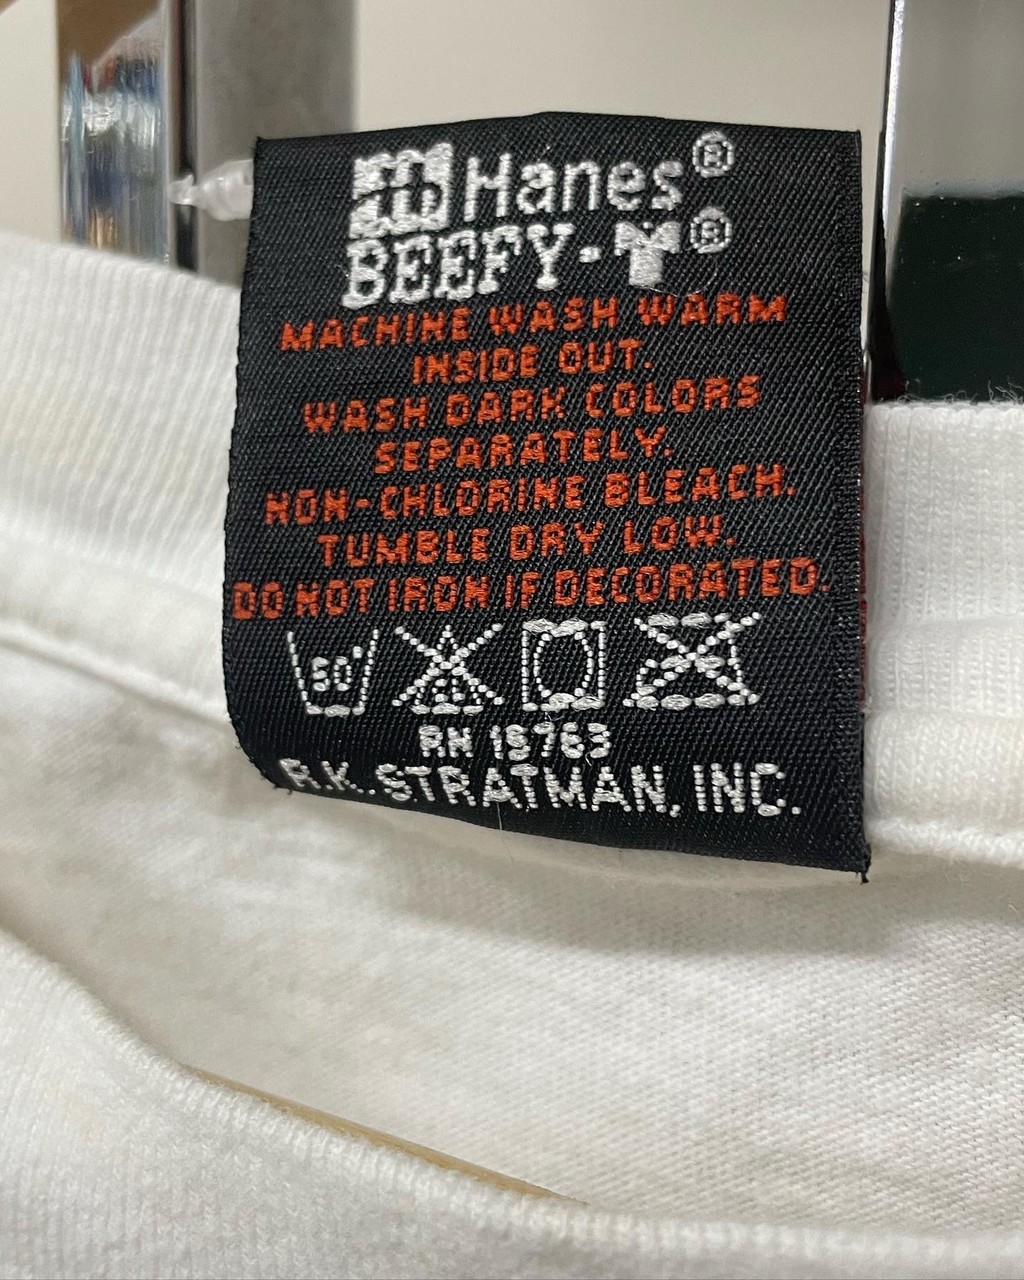 Hanes®
BEEFY-T®
MACHINE WASH WARM
INSIDE OUT.
WASH DARK COLORS
SEPARATELY.
NON-CHLORINE BLEACH.
TUMBLE DRY LOW.
DO NOT IRON IF DECORATED.
50° CL
RN 15763
R.K. STRATMAN, INC.